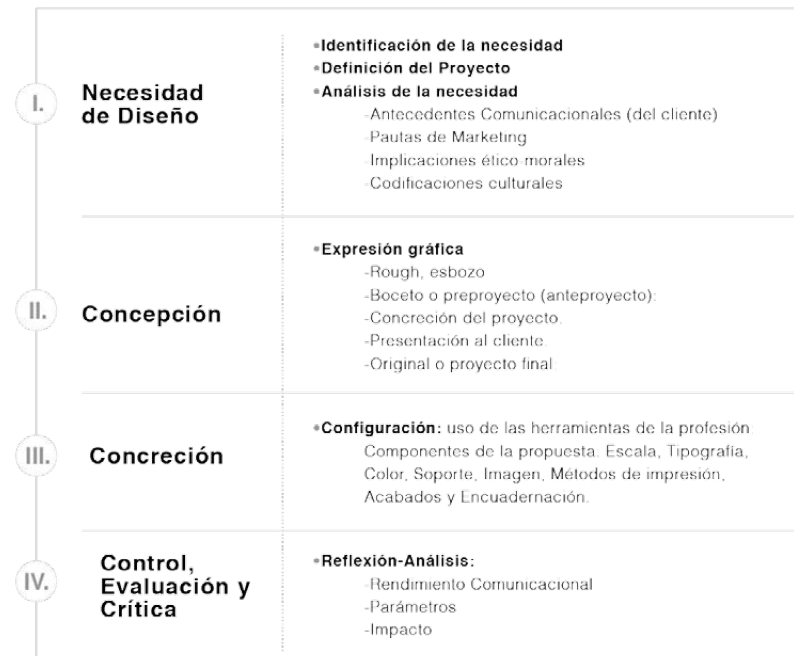 I.
Necesidad
de Diseño
•Identificación de la necesidad
•Definición del Proyecto
•Análisis de la necesidad
-Antecedentes Comunicacionales (del cliente)
-Pautas de Marketing
-Implicaciones ético-morales
-Codificaciones culturales
II.
Concepción
•Expresión gráfica
-Rough, esbozo
-Boceto o preproyecto (anteproyecto):
-Concreción del proyecto.
-Presentación al cliente.
-Original o proyecto final:
III.
Concreción
•Configuración: uso de las herramientas de la profesión:
Componentes de la propuesta: Escala, Tipografía,
Color, Soporte, Imagen, Métodos de impresión,
Acabados y Encuadernación.
IV.
Control,
Evaluación y
Crítica
•Reflexión-Análisis:
-Rendimiento Comunicacional
-Parámetros
-Impacto